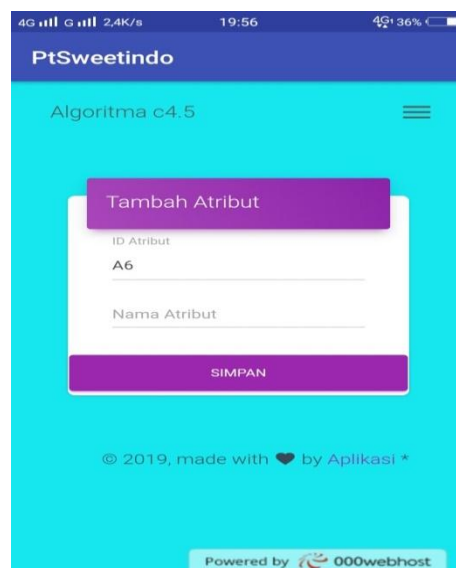 4G G 2,4K/s 19:56 4G 36%
PtSweetindo
Algoritma c4.5
Tambah Atribut
ID Atribut
A6
Nama Atribut
SIMPAN
© 2019, made with ❤ by Aplikasi *
Powered by 000webhost